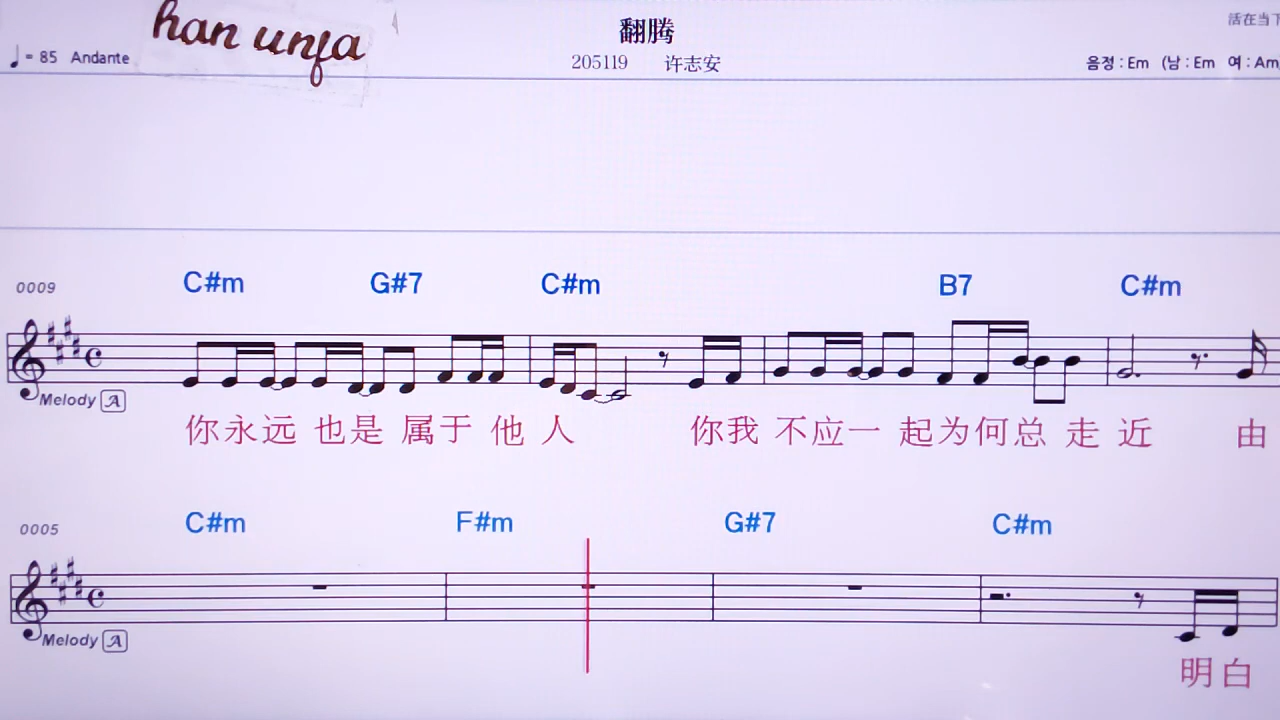 han unja
翻腾
活在当下
♩= 85 Andante
205119 许志安
음정 : Em (남 : Em 여 : Am
0009
C#m G#7 C#m B7 C#m
Melody A
你永远 也是 属于 他 人 你我 不应一 起为何总 走 近 由
0005
C#m F#m G#7 C#m
Melody A
明白